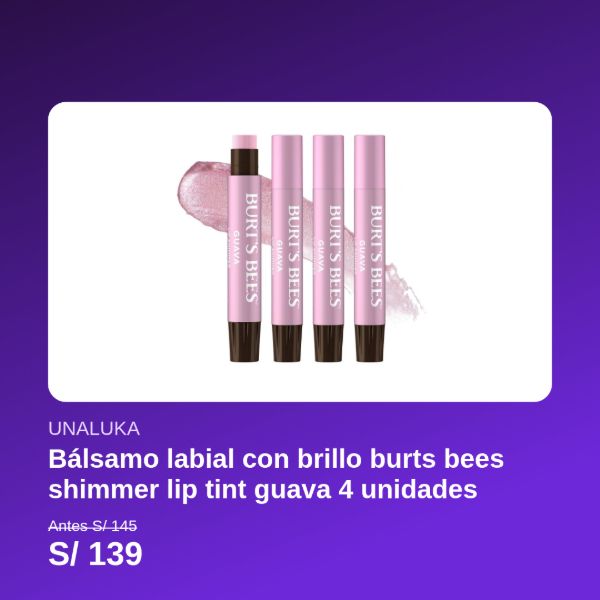 BURT'S BEES
GUAVA
BURT'S BEES
GUAVA
BURT'S BEES
GUAVA
BURT'S BEES
GUAVA
UNALUKA
Bálsamo labial con brillo burts bees
shimmer lip tint guava 4 unidades
Antes S/ 145
S/ 139